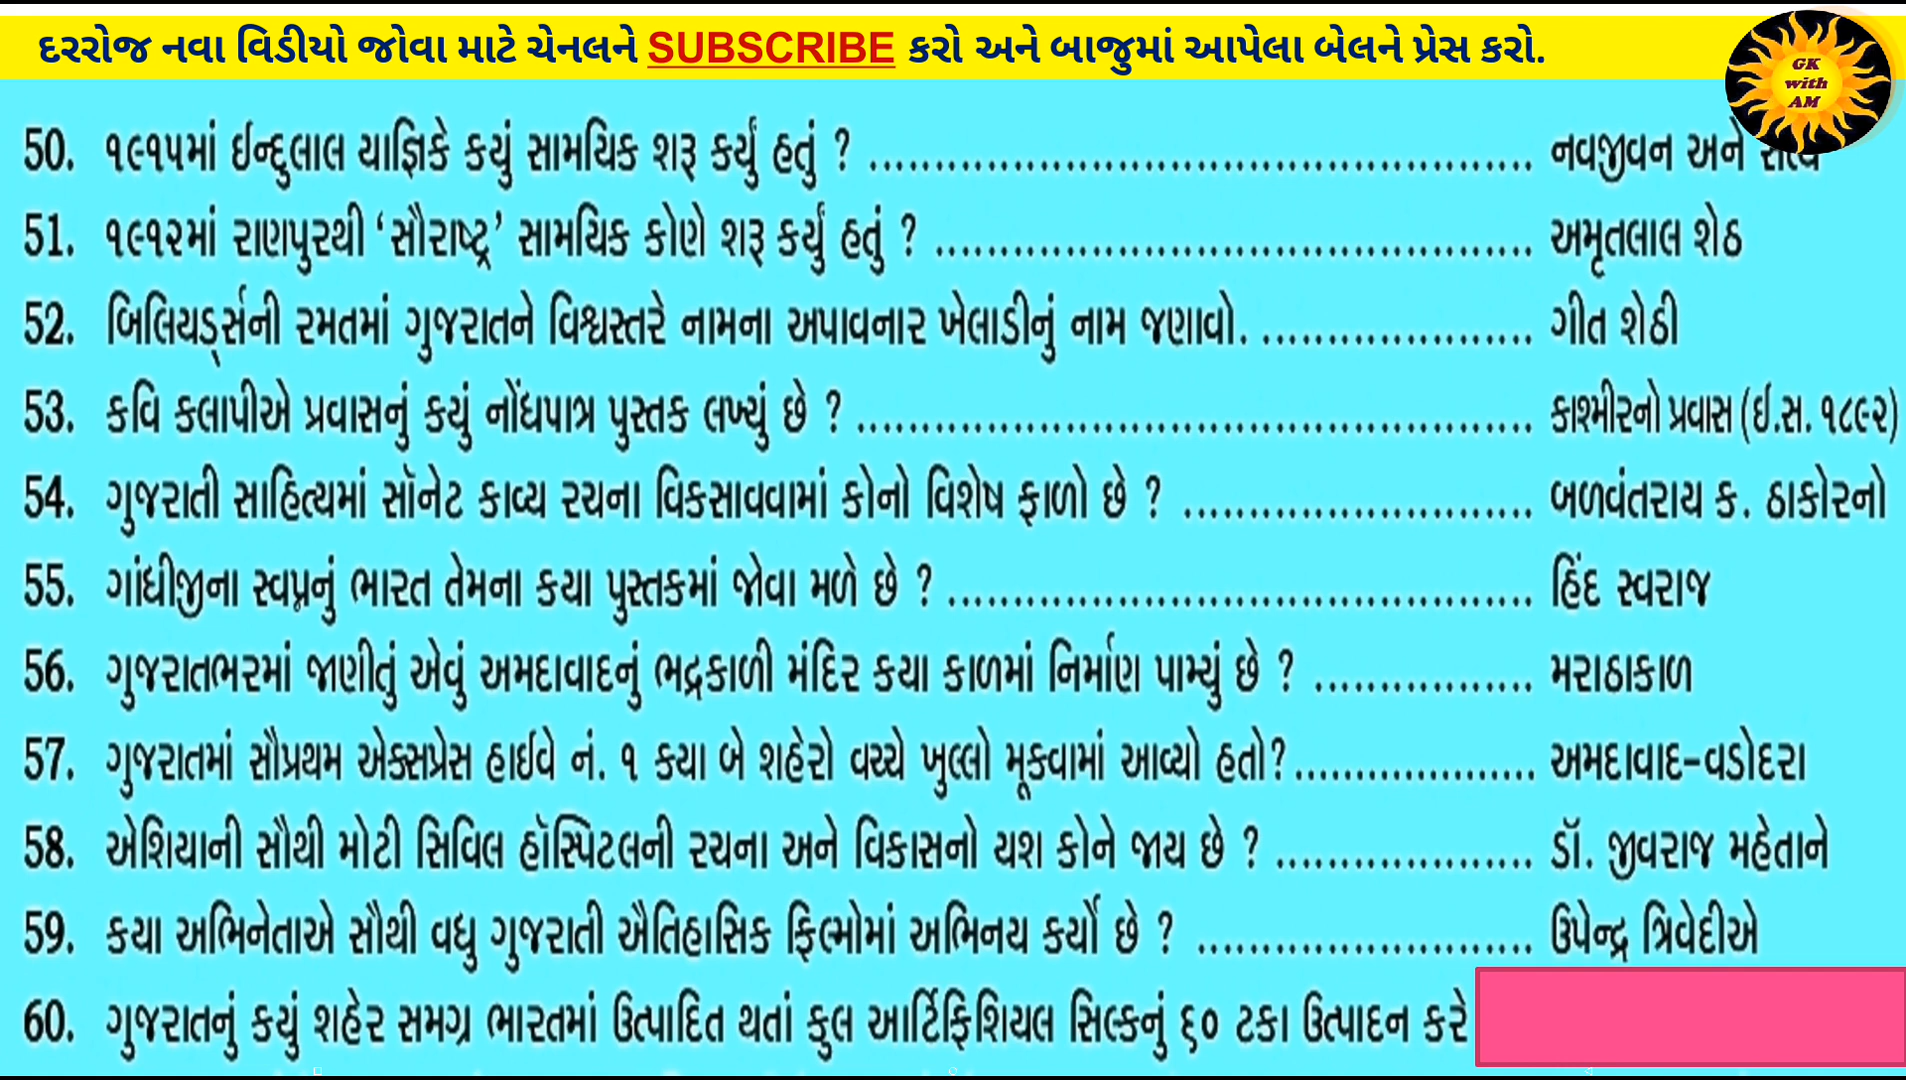 દરરોજ નવા વિડીયો જોવા માટે ચેનલને SUBSCRIBE કરો અને બાજુમાં આપેલા બેલને પ્રેસ કરો.
GK
with
AM
50. ૧૯૧૫માં ઈન્દુલાલ યાજ્ઞિકે કયું સામયિક શરૂ કર્યું હતું ? .................................................. નવજીવન અને
51. ૧૯૧૨માં રાણપુરથી ‘સૌરાષ્ટ્ર’ સામયિક કોણે શરૂ કર્યું હતું ? .............................................. અમૃતલાલ શેઠ
52. બિલિયર્ડ્સની રમતમાં ગુજરાતને વિશ્વસ્તરે નામના અપાવનાર ખેલાડીનું નામ જણાવો. ..................... ગીત શેઠી
53. કવિ કલાપીએ પ્રવાસનું કયું નોંધપાત્ર પુસ્તક લખ્યું છે ? .................................................... કાશ્મીરનો પ્રવાસ (ઈ.સ. ૧૮૯૨)
54. ગુજરાતી સાહિત્યમાં સૉનેટ કાવ્ય રચના વિકસાવવામાં કોનો વિશેષ ફાળો છે ? ........................... બળવંતરાય ક. ઠાકોરનો
55. ગાંધીજીના સ્વપ્નનું ભારત તેમના કયા પુસ્તકમાં જોવા મળે છે ? ............................................. હિંદ સ્વરાજ
56. ગુજરાતભરમાં જાણીતું એવું અમદાવાદનું ભદ્રકાળી મંદિર કયા કાળમાં નિર્માણ પામ્યું છે ? ................. મરાઠાકાળ
57. ગુજરાતમાં સૌપ્રથમ એક્સપ્રેસ હાઈવે નં. ૧ કયા બે શહેરો વચ્ચે ખુલ્લો મૂકવામાં આવ્યો હતો? .................... અમદાવાદ-વડોદરા
58. એશિયાની સૌથી મોટી સિવિલ હૉસ્પિટલની રચના અને વિકાસનો યશ કોને જાય છે ? .................... ડૉ. જીવરાજ મહેતાને
59. કયા અભિનેતાએ સૌથી વધુ ગુજરાતી ઐતિહાસિક ફિલ્મોમાં અભિનય કર્યો છે ? .......................... ઉપેન્દ્ર ત્રિવેદીએ
60. ગુજરાતનું કયું શહેર સમગ્ર ભારતમાં ઉત્પાદિત થતાં કુલ આર્ટિફિશિયલ સિલ્કનું ૬૦ ટકા ઉત્પાદન કરે